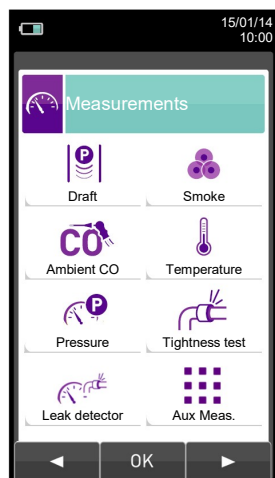 15/01/14
10:00
Measurements
P
Draft
Smoke
CO
Ambient CO
Temperature
P
Pressure
Tightness test
Leak detector
Aux Meas.
OK